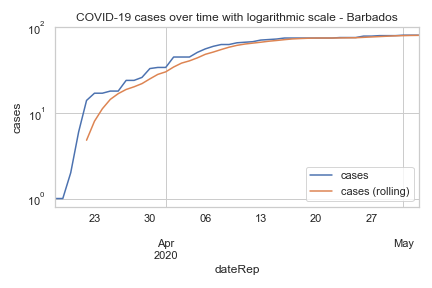 COVID-19 cases over time with logarithmic scale - Barbados
10²
10¹
10⁰
cases
cases
cases (rolling)
23 30 06 13 20 27
Apr May
2020
dateRep